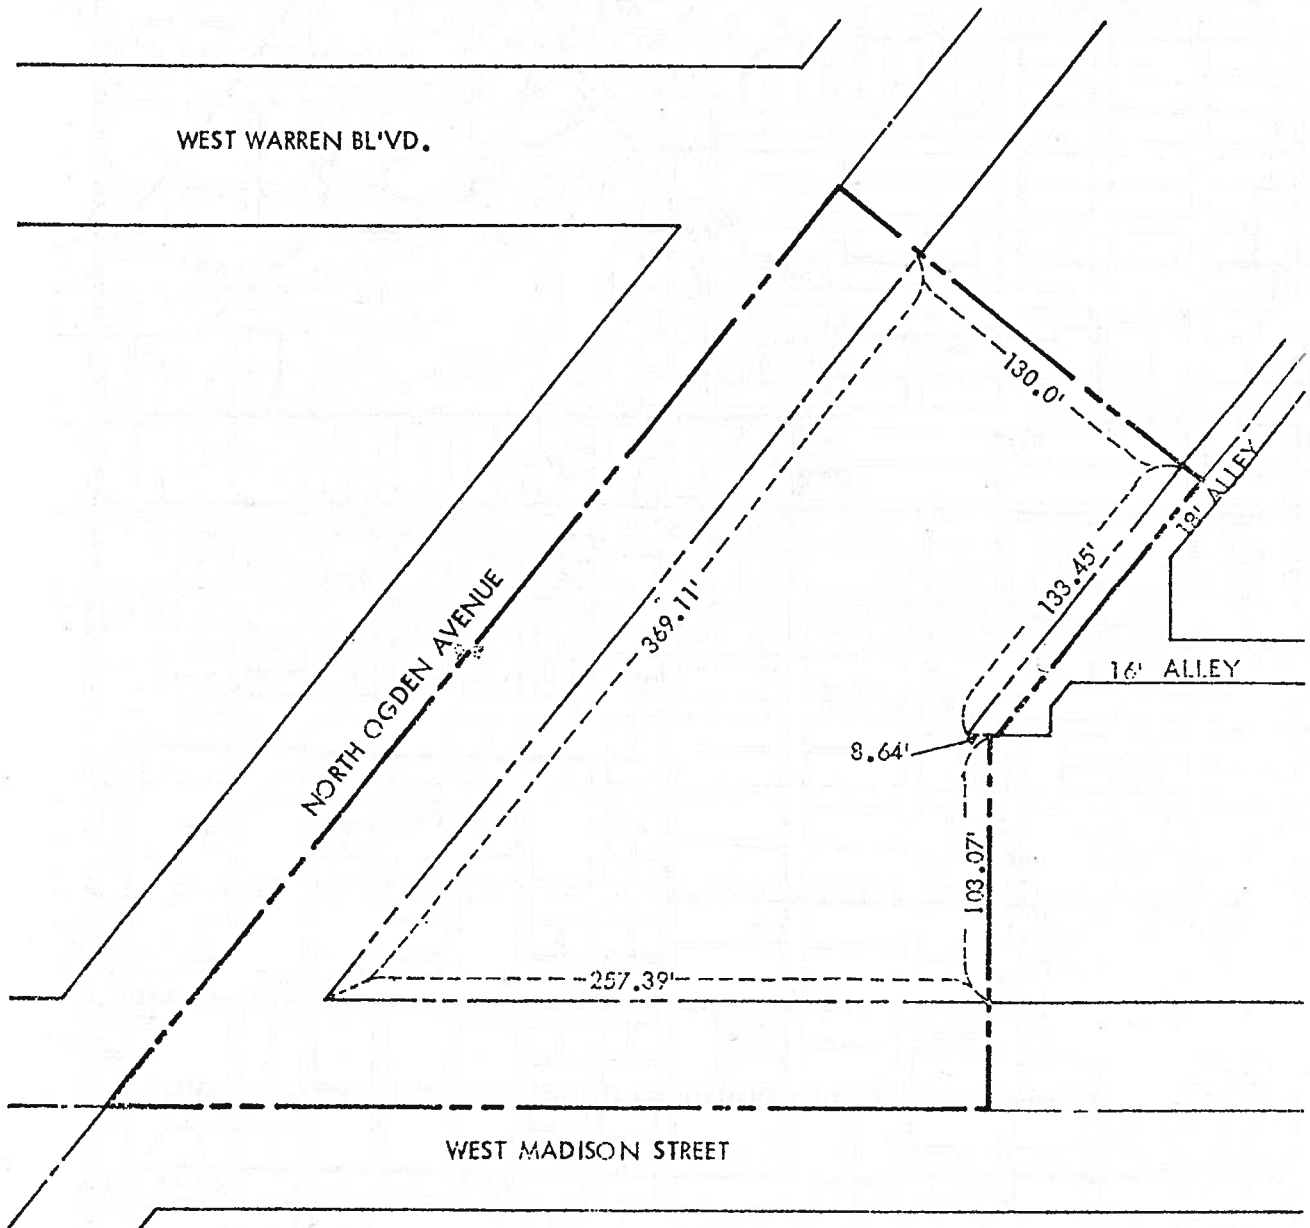 WEST WARREN BL'VD.
130.0'
18' ALLEY
133.45'
369.11'
NORTH OGDEN AVENUE
16' ALLEY
8.64'
103.07'
257.39'
WEST MADISON STREET